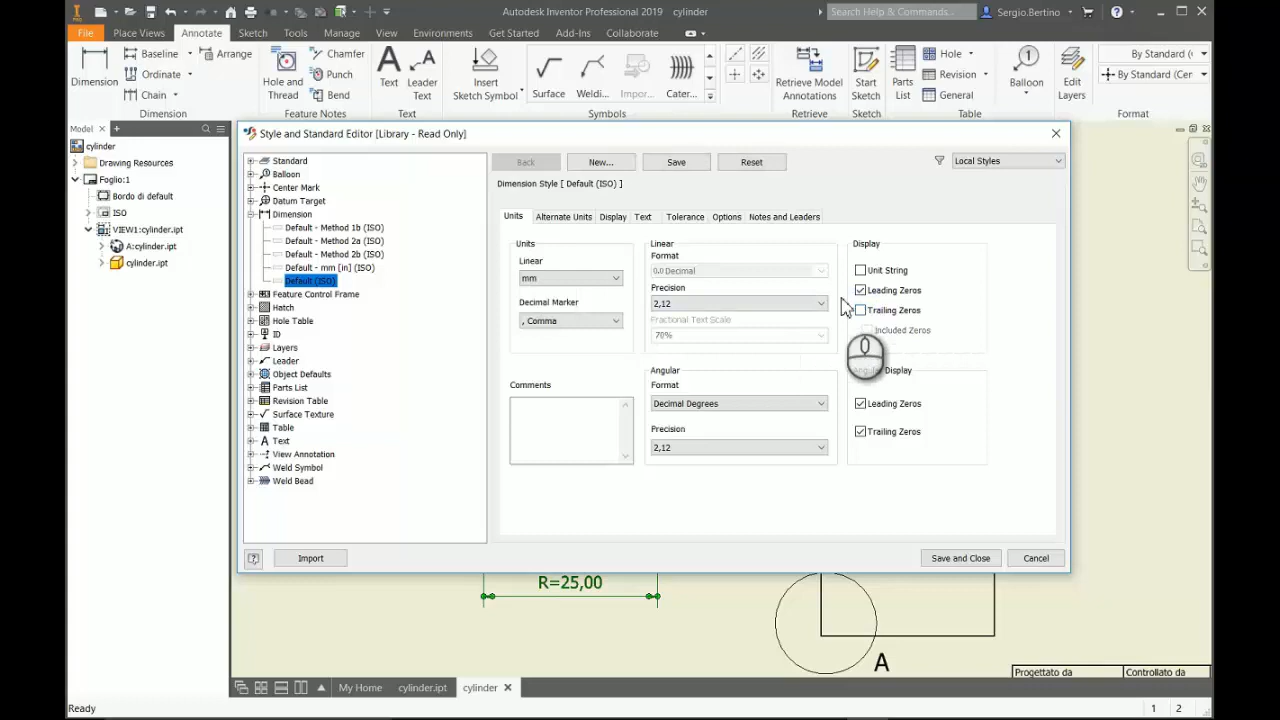 PRO
Autodesk Inventor Professional 2019 cylinder
Search Help & Commands...
Sergio.Bertino
File Place Views Annotate Sketch Tools Manage View Environments Get Started Add-Ins Collaborate
Dimension
Baseline
Ordinate
Chain
Arrange
Hole and Thread
Chamfer
Punch
Bend
Text
Leader Text
Insert Sketch Symbol
Surface Weldi... Impor... Cater...
Retrieve Model Annotations
Start Sketch
Parts List
Hole
Revision
General
Balloon
Edit Layers
By Standard (
By Standard (Cer
Dimension Feature Notes Text Symbols Retrieve Sketch Table Format
Model
cylinder
Drawing Resources
Foglio:1
Bordo di default
ISO
VIEW1:cylinder.ipt
A:cylinder.ipt
cylinder.ipt
Style and Standard Editor [Library - Read Only]
Standard
Balloon
Center Mark
Datum Target
Dimension
Default - Method 1b (ISO)
Default - Method 2a (ISO)
Default - Method 2b (ISO)
Default - mm [in] (ISO)
Default (ISO)
Feature Control Frame
Hatch
Hole Table
ID
Layers
Leader
Object Defaults
Parts List
Revision Table
Surface Texture
Table
Text
View Annotation
Weld Symbol
Weld Bead
Back New... Save Reset
Local Styles
Dimension Style [ Default (ISO) ]
Units Alternate Units Display Text Tolerance Options Notes and Leaders
Units
Linear
mm
Decimal Marker
, Comma
Linear
Format
0.0 Decimal
Precision
2,12
Fractional Text Scale
70%
Display
Unit String
Leading Zeros
Trailing Zeros
Included Zeros
Comments
Angular
Format
Decimal Degrees
Precision
2,12
Display
Leading Zeros
Trailing Zeros
Import
Save and Close Cancel
R=25,00
A
Progettato da Controllato da
My Home cylinder.ipt cylinder
Ready
1 2